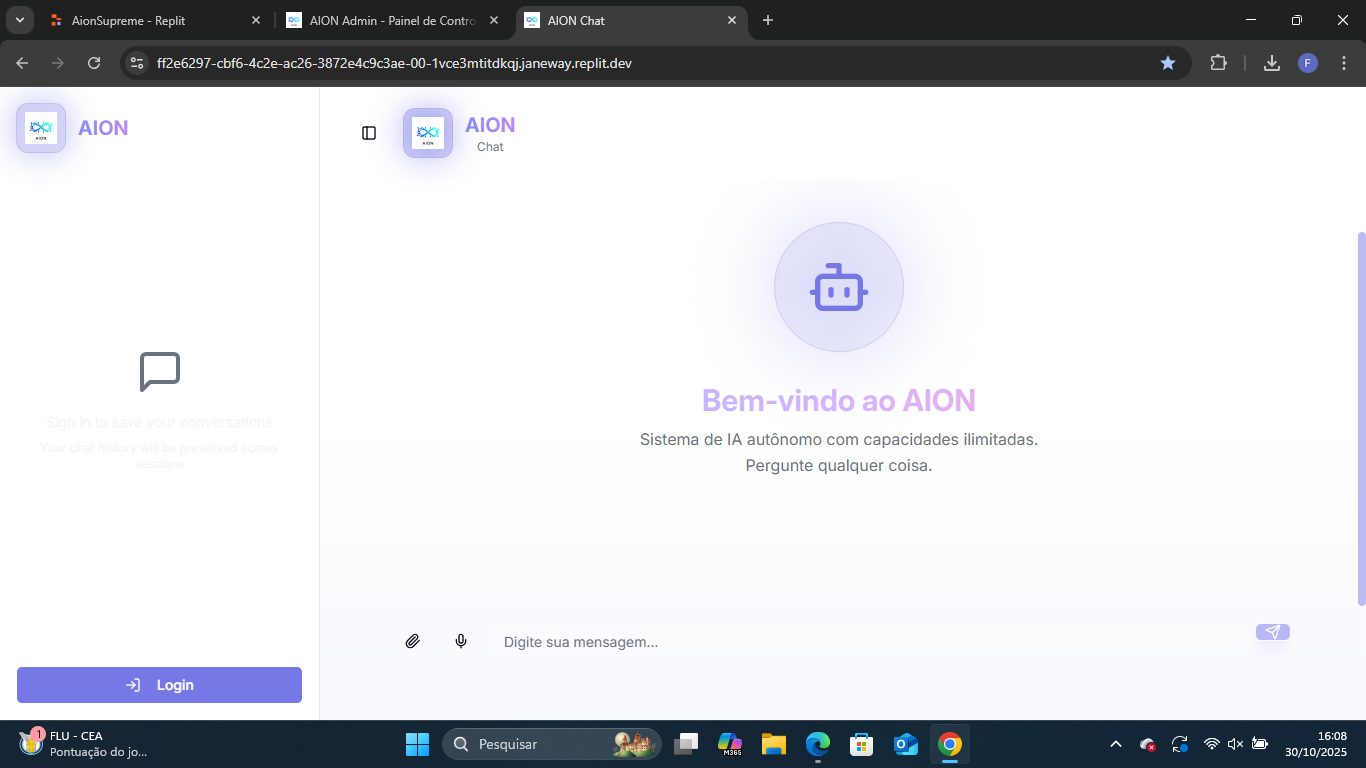 AionSupreme - Replit
AION Admin - Painel de Contro
AION Chat
ff2e6297-cbf6-4c2e-ac26-3872e4c9c3ae-00-1vce3mtitdkqj.janeway.replit.dev
F
AION
AION
AION
AION
Chat
Bem-vindo ao AION
Sistema de IA autônomo com capacidades ilimitadas.
Pergunte qualquer coisa.
Sign in to save your conversations
Your chat history will be preserved across
sessions
Digite sua mensagem...
Login
1
FLU - CEA
Pontuação do jo...
Pesquisar
M365
16:08
30/10/2025